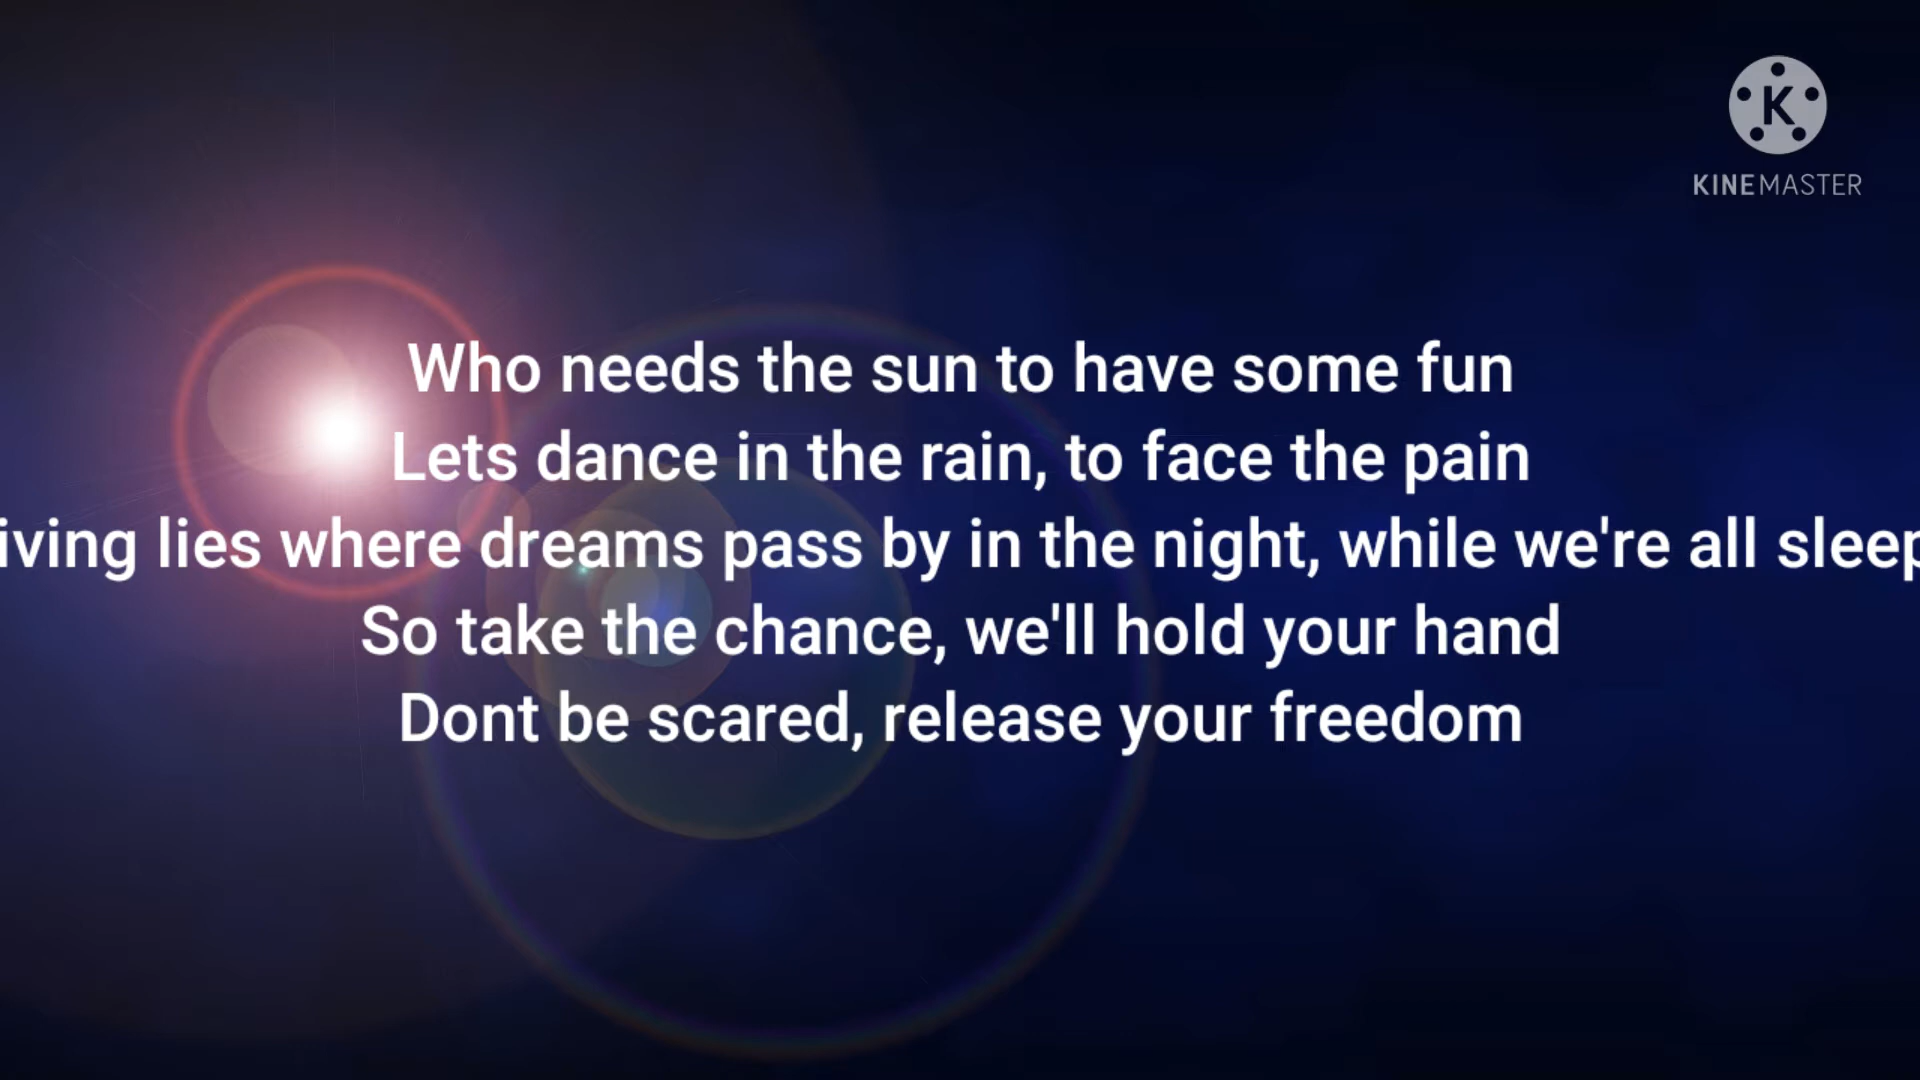 K
KINEMASTER
Who needs the sun to have some fun
Lets dance in the rain, to face the pain
iving lies where dreams pass by in the night, while we're all sleep
So take the chance, we'll hold your hand
Dont be scared, release your freedom